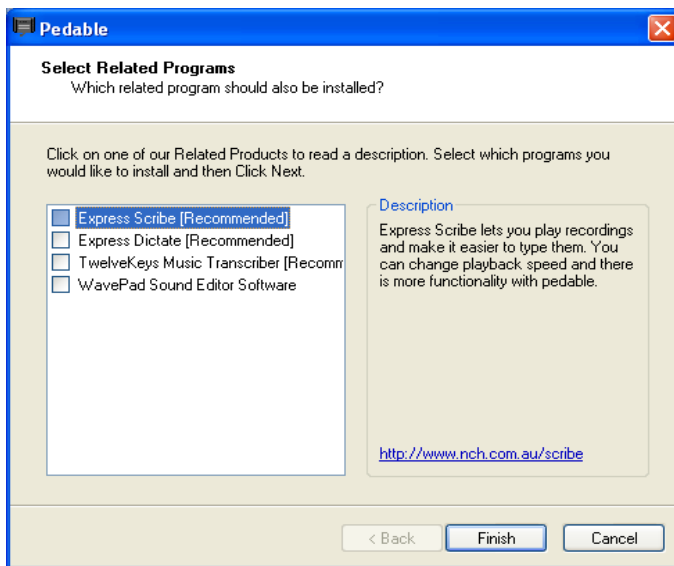 Pedable
Select Related Programs
Which related program should also be installed?
Click on one of our Related Products to read a description. Select which programs you
would like to install and then Click Next.
Express Scribe [Recommended]
Express Dictate [Recommended]
TwelveKeys Music Transcriber [Recomm
WavePad Sound Editor Software
Description
Express Scribe lets you play recordings
and make it easier to type them. You
can change playback speed and there
is more functionality with pedable.
http://www.nch.com.au/scribe
< Back
Finish
Cancel